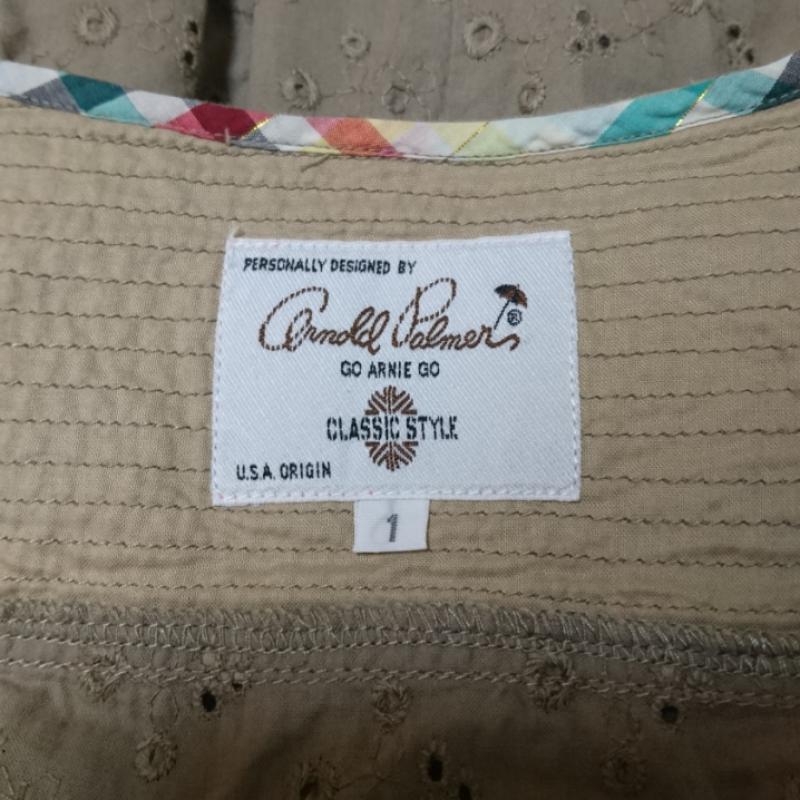 PERSONALLY DESIGNED BY
Arnold Palmer
®
GO ARNIE GO
CLASSIC STYLE
U.S.A. ORIGIN
1